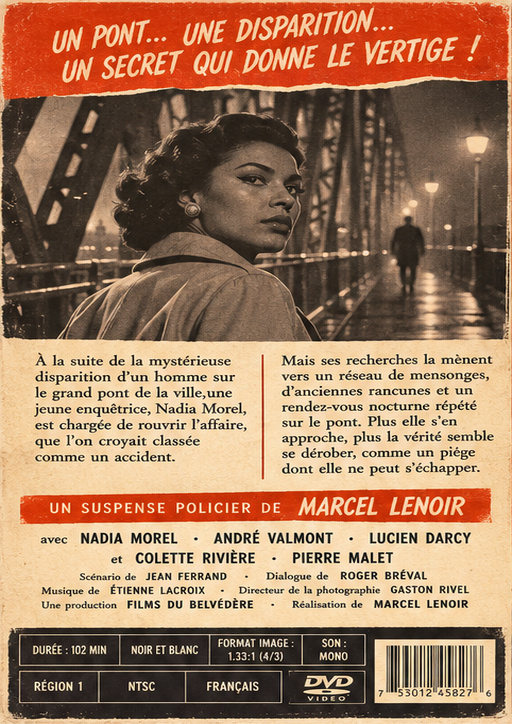 UN PONT... UNE DISPARITION...
UN SECRET QUI DONNE LE VERTIGE !
À la suite de la mystérieuse
disparition d'un homme sur
le grand pont de la ville,une
jeune enquêtrice, Nadia Morel,
est chargée de rouvrir l'affaire,
que l'on croyait classée
comme un accident.
Mais ses recherches la mènent
vers un réseau de mensonges,
d'anciennes rancunes et un
rendez-vous nocturne répété
sur le pont. Plus elle s'en
approche, plus la vérité semble
se dérober, comme un piége
dont elle ne peut s'échapper.
UN SUSPENSE POLICIER DE MARCEL LENOIR
avec NADIA MOREL · ANDRÉ VALMONT · LUCIEN DARCY
et COLETTE RIVIÈRE · PIERRE MALET
Scénario de JEAN FERRAND · Dialogue de ROGER BRÉVAL
Musique de ÉTIENNE LACROIX · Directeur de la photographie GASTON RIVEL
Une production FILMS DU BELVÉDÈRE · Réalisation de MARCEL LENOIR
DURÉE : 102 MIN
NOIR ET BLANC
FORMAT IMAGE :
1.33:1 (4/3)
SON :
MONO
RÉGION 1
NTSC
FRANÇAIS
DVD
VIDEO
7 53012 45827 6